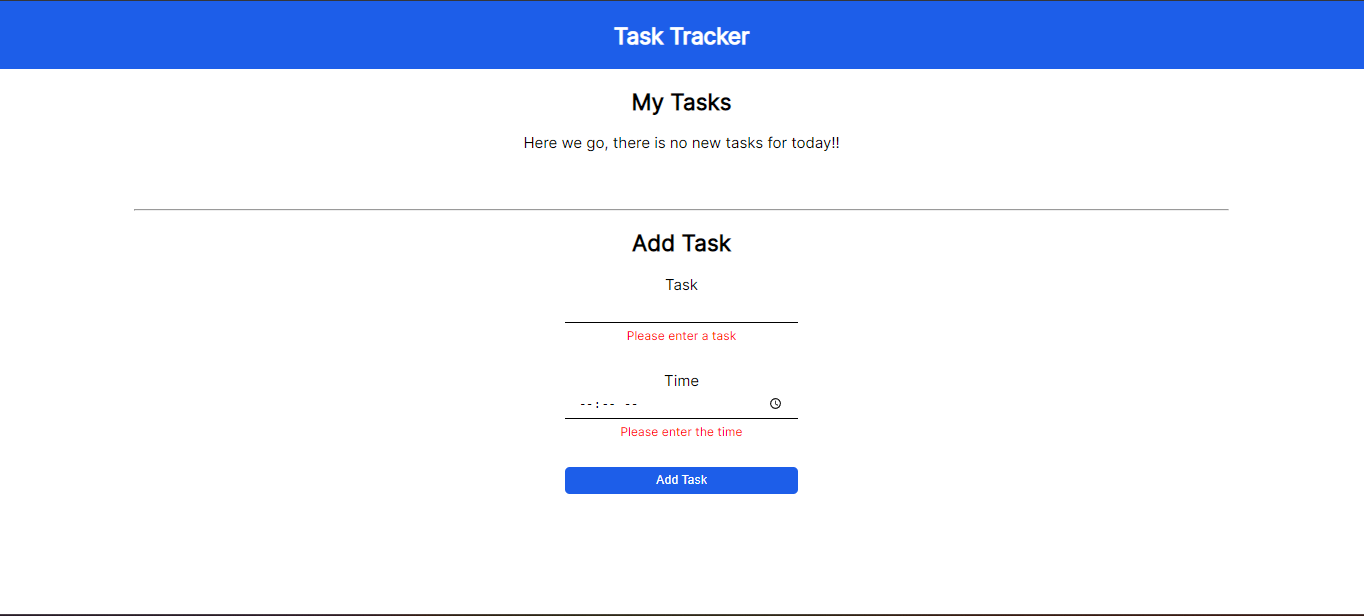 Task Tracker
My Tasks
Here we go, there is no new tasks for today!!
Add Task
Task
Please enter a task
Time
--:-- --
Please enter the time
Add Task